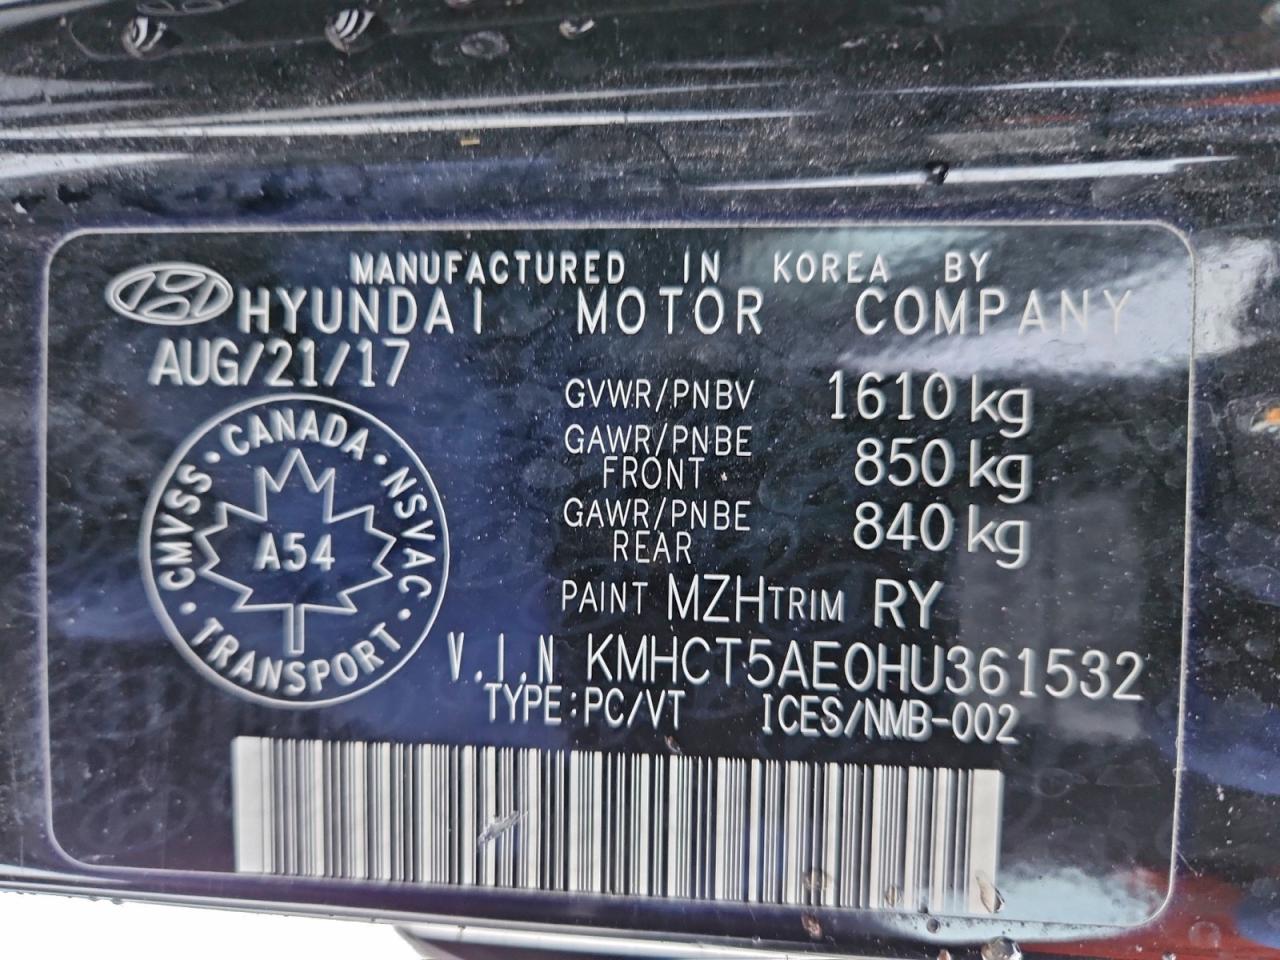 MANUFACTURED IN KOREA BY
HYUNDAI MOTOR COMPANY
AUG/21/17
GVWR/PNBV 1610 kg
GAWR/PNBE FRONT 850 kg
GAWR/PNBE REAR 840 kg
CANADA · NSVAC · TRANSPORT · CMVSS ·
A54
PAINT MZH TRIM RY
V.I.N KMHCT5AE0HU361532
TYPE:PC/VT ICES/NMB-002